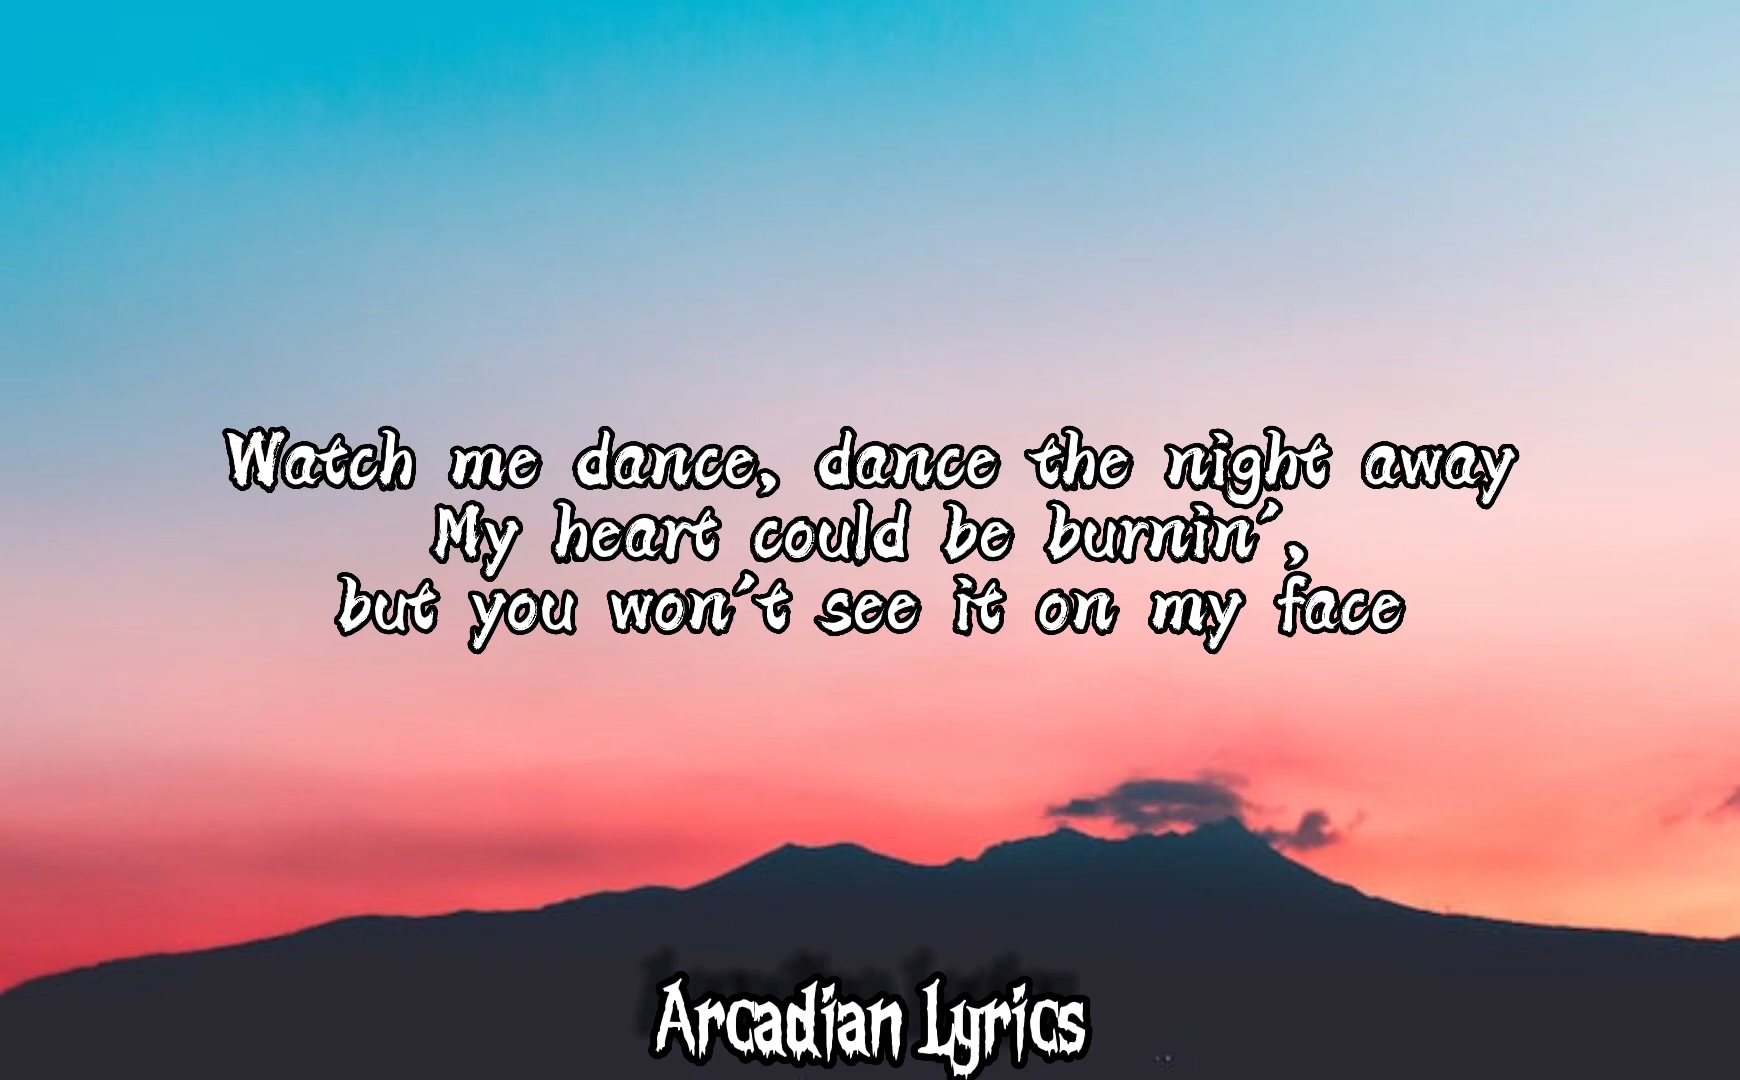 Watch me dance, dance the night away
My heart could be burnin',
but you won't see it on my face
Arcadian Lyrics